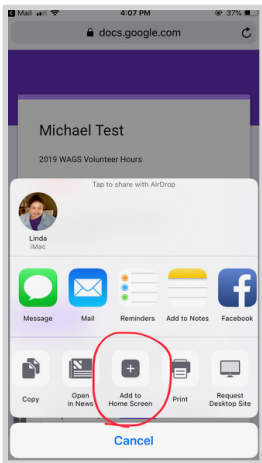 Mail 4:07 PM 37%
docs.google.com
Michael Test
2019 WAGS Volunteer Hours
Tap to share with AirDrop
Linda
iMac
Message Mail Reminders Add to Notes Facebook
Copy Open in News Add to Home Screen Print Request Desktop Site
Cancel